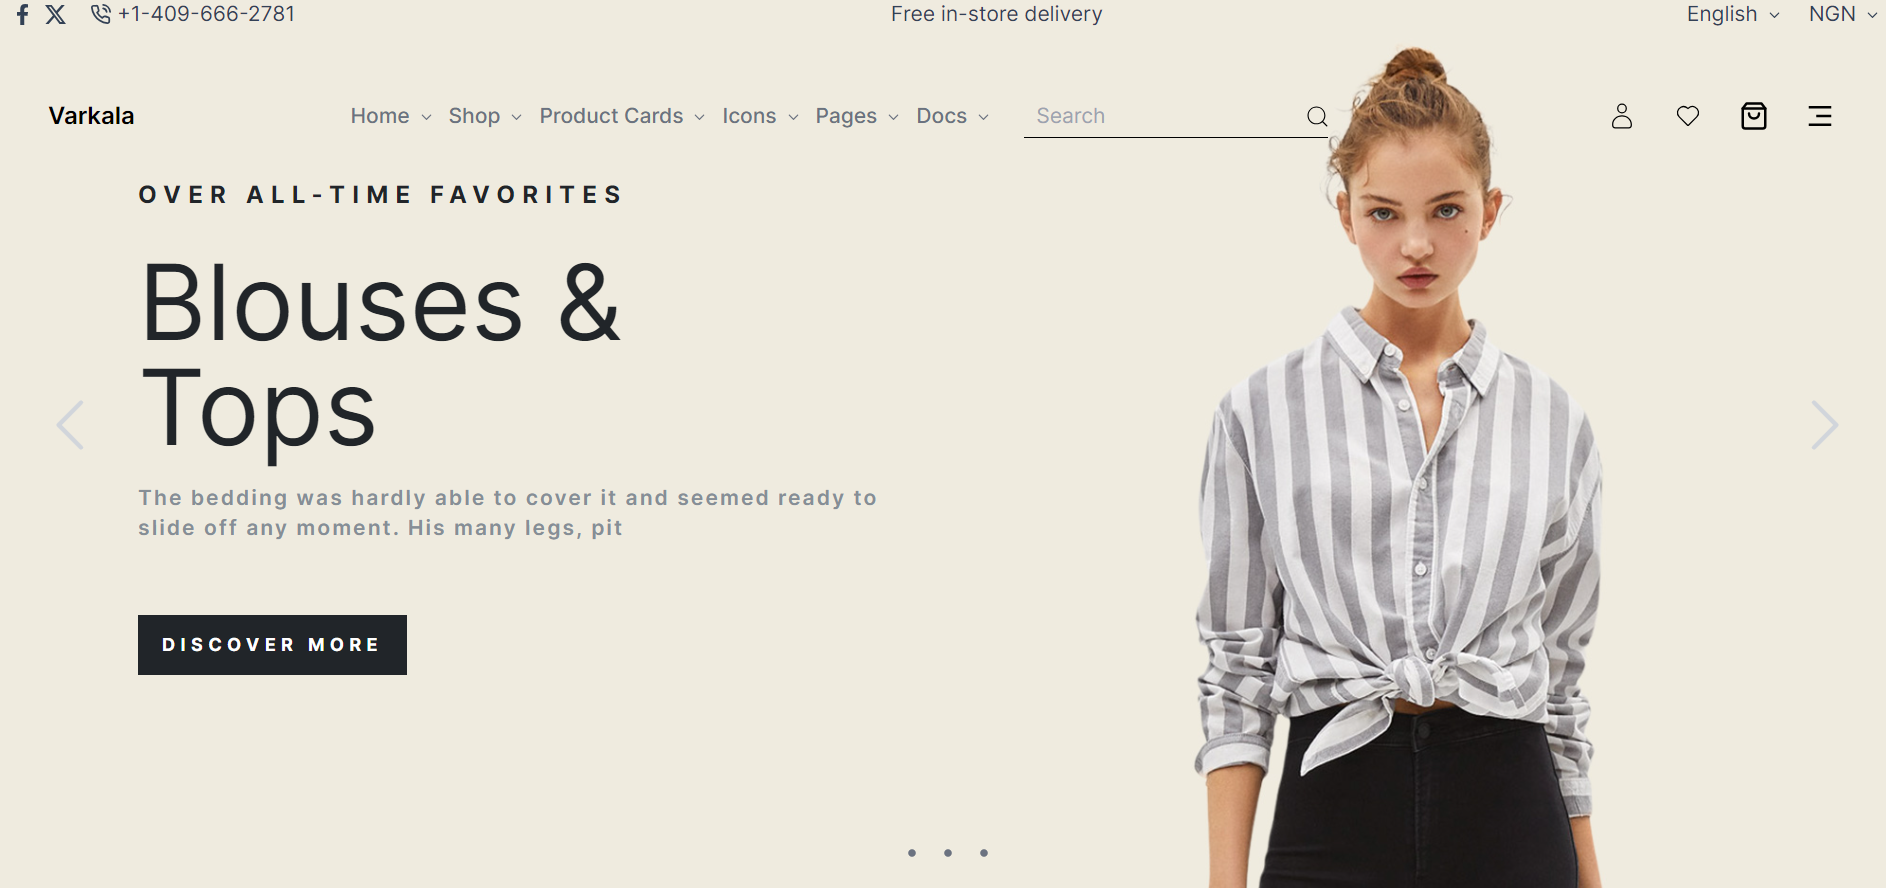 +1-409-666-2781
Free in-store delivery
English
NGN
Varkala
Home
Shop
Product Cards
Icons
Pages
Docs
Search
OVER ALL-TIME FAVORITES
Blouses &
Tops
The bedding was hardly able to cover it and seemed ready to
slide off any moment. His many legs, pit
DISCOVER MORE